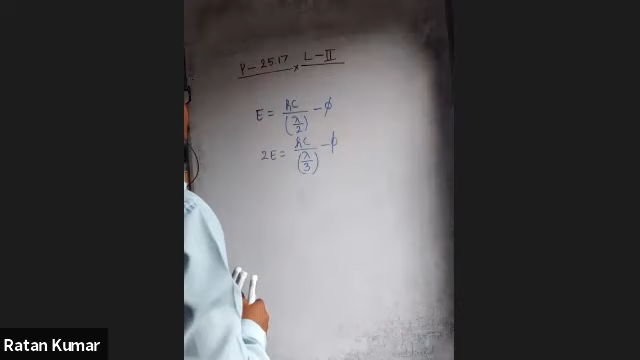 P-2517 × L-II
E = hc/(λ/2) - ϕ
2E = hc/(λ/3) - ϕ
Ratan Kumar